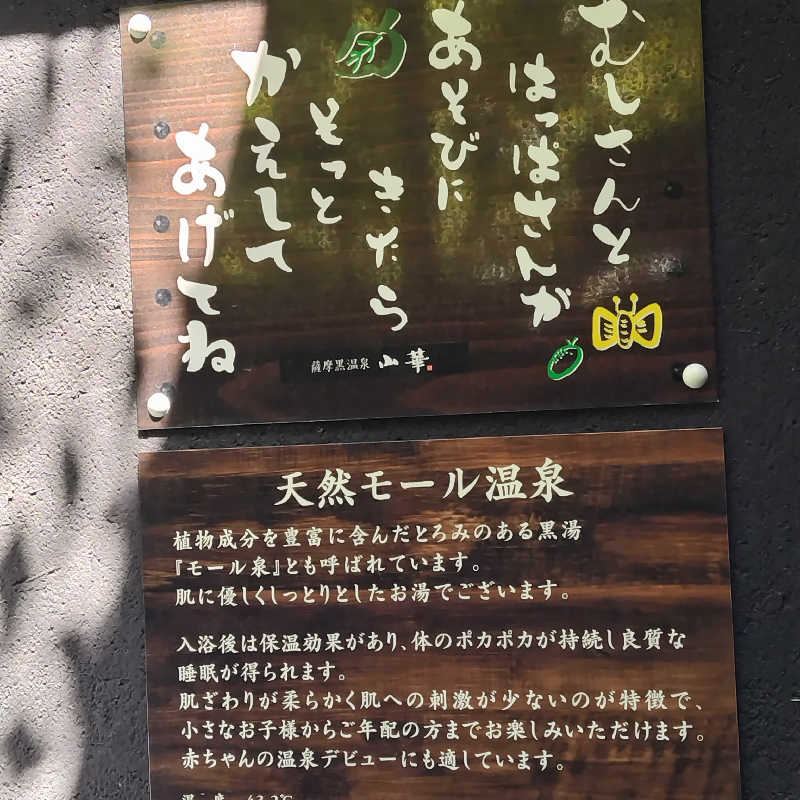 むしさんと
はっぱさんが
あそびに
きたら
そっと
かえして
あげてね
薩摩黒温泉 山華
天然モール温泉
植物成分を豊富に含んだとろみのある黒湯
『モール泉』とも呼ばれています。
肌に優しくしっとりとしたお湯でございます。
入浴後は保温効果があり、体のポカポカが持続し良質な
睡眠が得られます。
肌ざわりが柔らかく肌への刺激が少ないのが特徴で、
小さなお子様からご年配の方までお楽しみいただけます。
赤ちゃんの温泉デビューにも適しています。